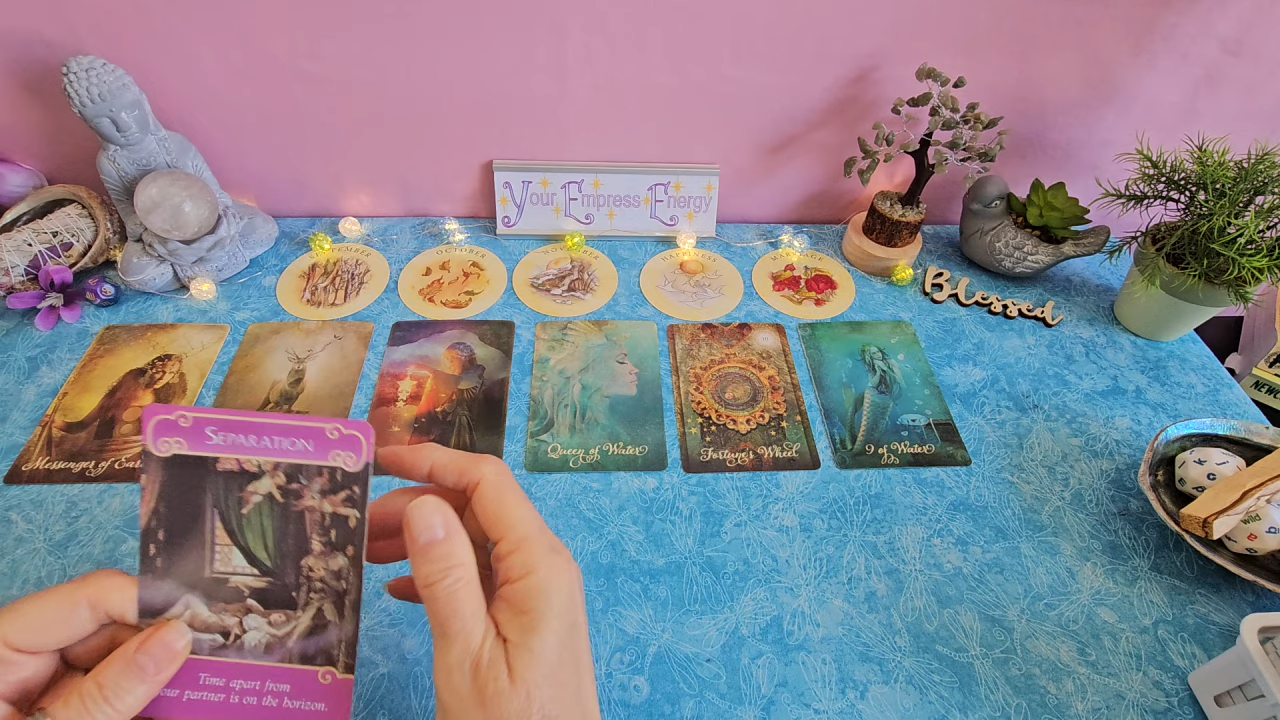 Your Empress Energy
OCTOBER
HAPPINESS
MARRIAGE
Blessed
Messenger of
Queen of Water
Fortune's Wheel
9 of Water
SEPARATION
Time apart from
your partner is on the horizon.